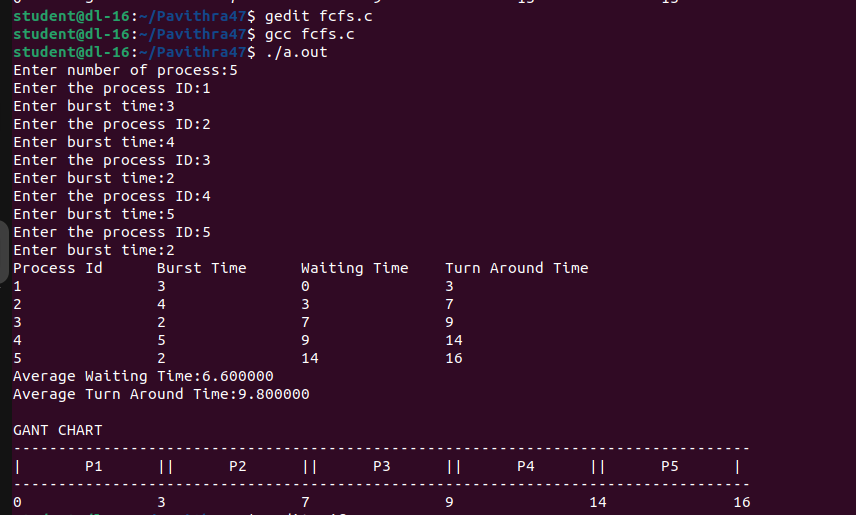 student@dl-16:~/Pavithra47$ gedit fcfs.c
student@dl-16:~/Pavithra47$ gcc fcfs.c
student@dl-16:~/Pavithra47$ ./a.out
Enter number of process:5
Enter the process ID:1
Enter burst time:3
Enter the process ID:2
Enter burst time:4
Enter the process ID:3
Enter burst time:2
Enter the process ID:4
Enter burst time:5
Enter the process ID:5
Enter burst time:2
Process Id      Burst Time      Waiting Time    Turn Around Time
1               3               0               3
2               4               3               7
3               2               7               9
4               5               9               14
5               2               14              16
Average Waiting Time:6.600000
Average Turn Around Time:9.800000
GANT CHART
----------------------------------------------------------------------------------
|       P1      ||      P2      ||      P3      ||      P4      ||      P5      |
----------------------------------------------------------------------------------
0               3               7               9               14              16